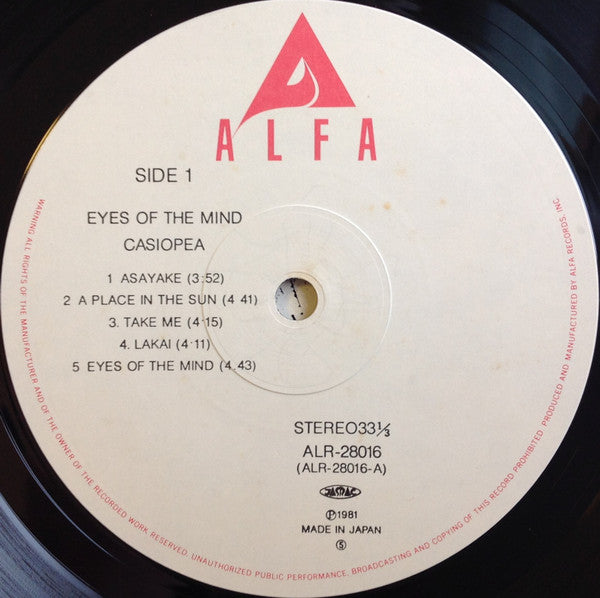 ALFA
SIDE 1
EYES OF THE MIND
CASIOPEA
1 ASAYAKE (3:52)
2 A PLACE IN THE SUN (4 41)
3. TAKE ME (4·15)
4. LAKAI (4·11)
5 EYES OF THE MIND (4.43)
STEREO33⅓
ALR-28016
(ALR-28016-A)
JASRAC
Ⓟ1981
MADE IN JAPAN
Ⓢ
WARNING ALL RIGHTS OF THE MANUFACTURER AND OF THE OWNER OF THE RECORDED WORK RESERVED. UNAUTHORIZED PUBLIC PERFORMANCE, BROADCASTING AND COPYING OF THIS RECORD PROHIBITED PRODUCED AND MANUFACTURED BY ALFA RECORDS, INC